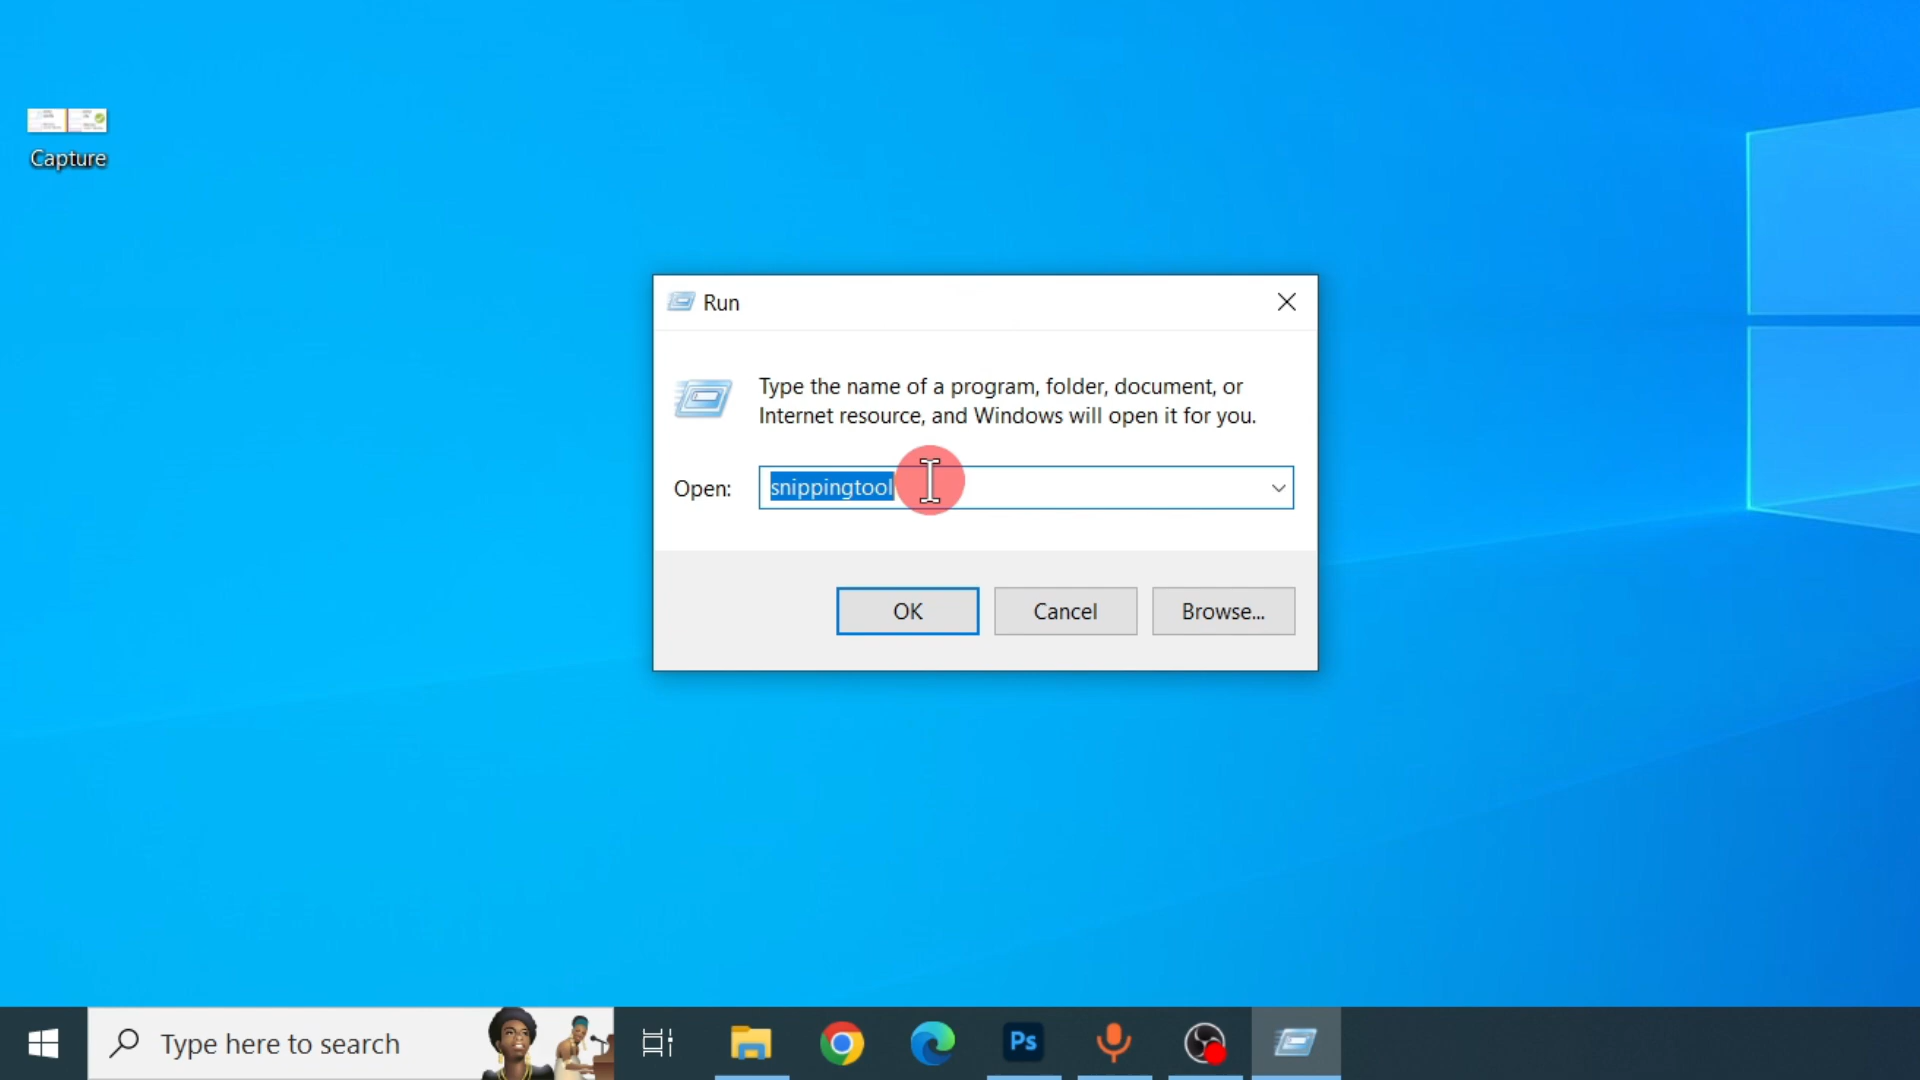 Capture
Run
Type the name of a program, folder, document, or
Internet resource, and Windows will open it for you.
Open:
snippingtool
OK
Cancel
Browse...
Type here to search
Ps